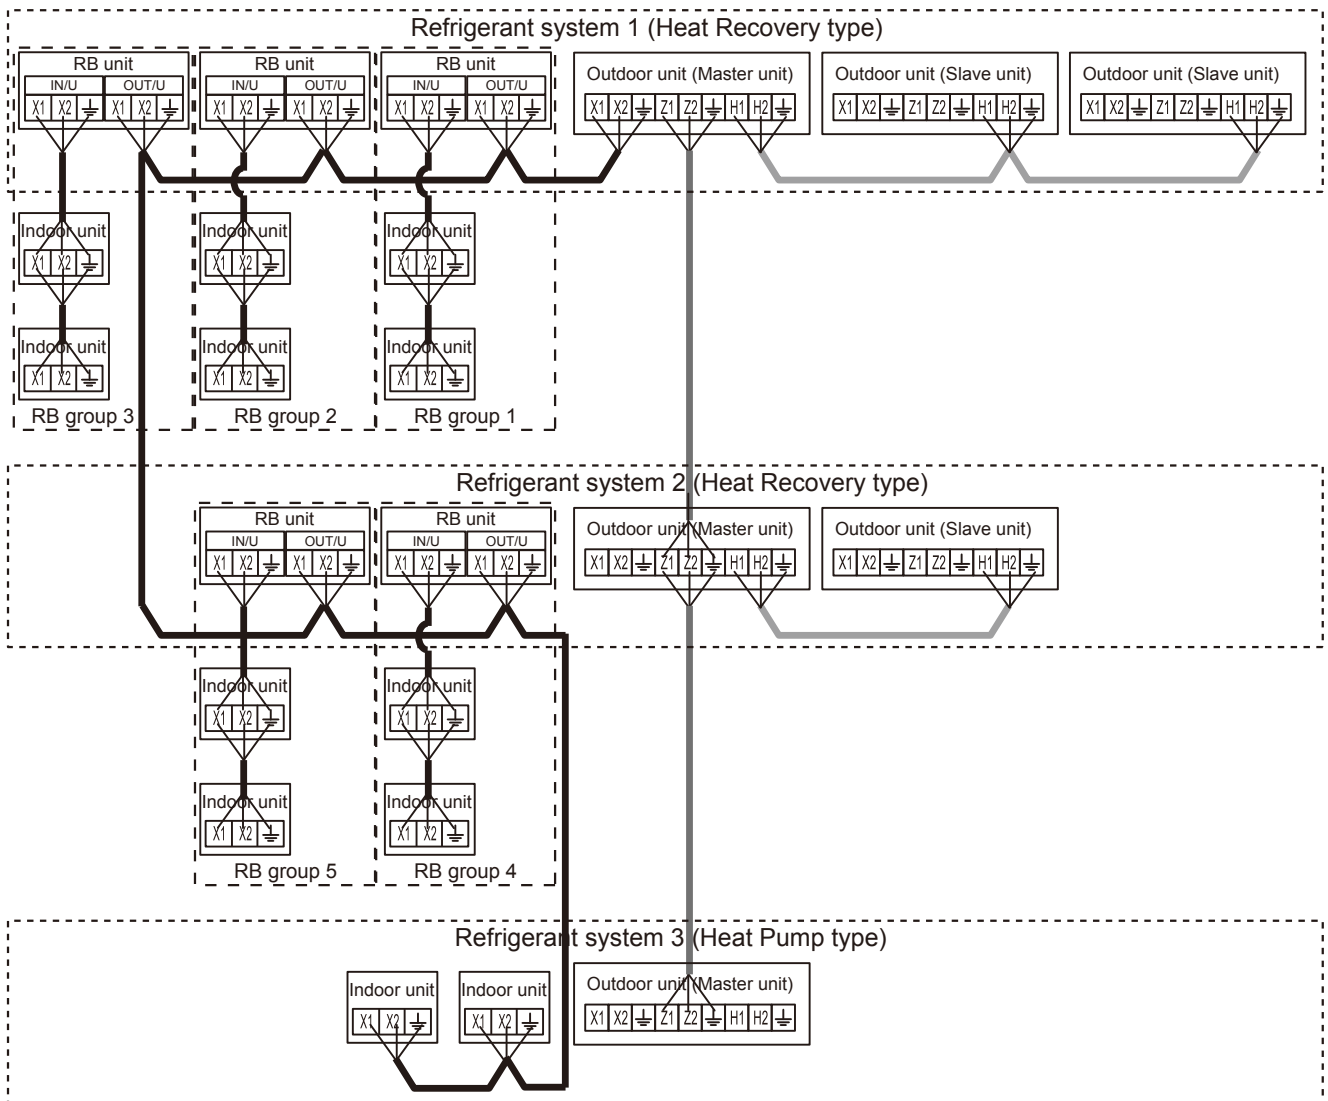 Refrigerant system 1 (Heat Recovery type)
RB unit RB unit RB unit Outdoor unit (Master unit) Outdoor unit (Slave unit) Outdoor unit (Slave unit)
IN/U OUT/U IN/U OUT/U IN/U OUT/U
X1 X2 X1 X2 X1 X2 X1 X2 X1 X2 X1 X2 X1 X2 Z1 Z2 H1 H2 X1 X2 Z1 Z2 H1 H2 X1 X2 Z1 Z2 H1 H2
Indoor unit Indoor unit Indoor unit
X1 X2 X1 X2 X1 X2
Indoor unit Indoor unit Indoor unit
X1 X2 X1 X2 X1 X2
RB group 3 RB group 2 RB group 1
Refrigerant system 2 (Heat Recovery type)
RB unit RB unit Outdoor unit (Master unit) Outdoor unit (Slave unit)
IN/U OUT/U IN/U OUT/U
X1 X2 X1 X2 X1 X2 X1 X2 X1 X2 Z1 Z2 H1 H2 X1 X2 Z1 Z2 H1 H2
Indoor unit Indoor unit
X1 X2 X1 X2
Indoor unit Indoor unit
X1 X2 X1 X2
RB group 5 RB group 4
Refrigerant system 3 (Heat Pump type)
Indoor unit Indoor unit Outdoor unit (Master unit)
X1 X2 X1 X2 X1 X2 Z1 Z2 H1 H2